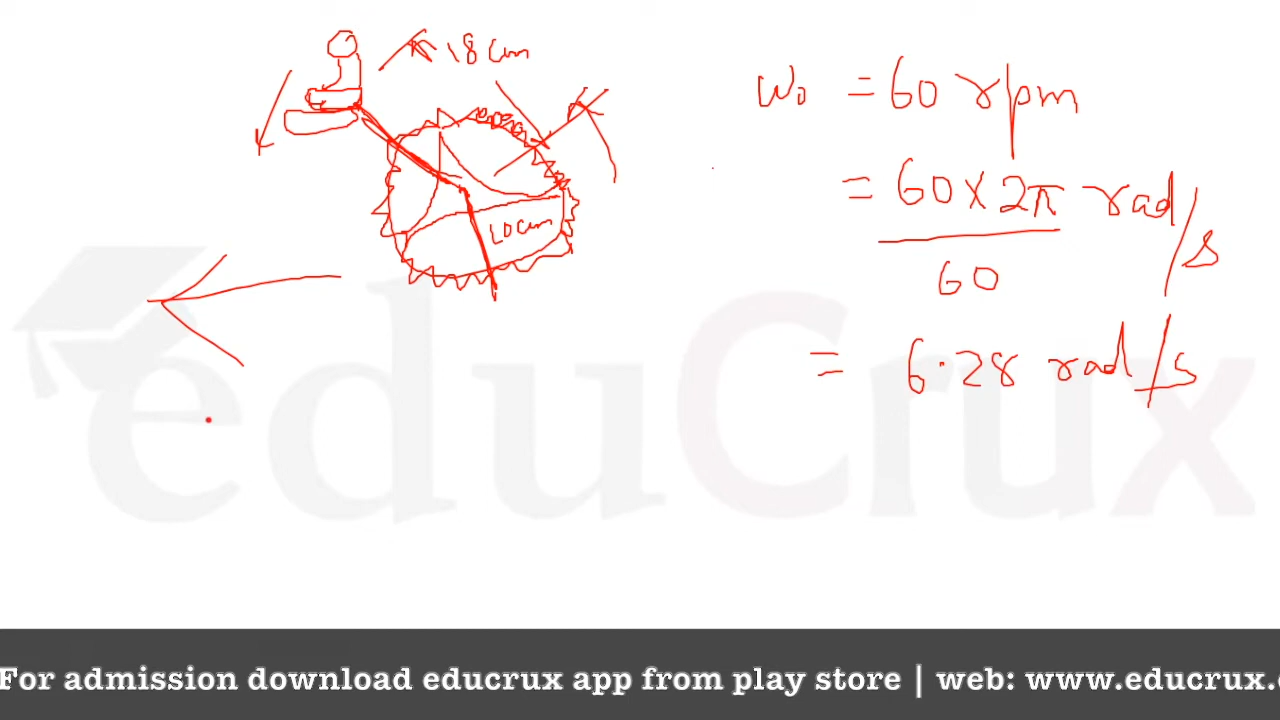 18 cm
10 cm
ω₀ = 60 rpm
= 60 × 2π / 60 rad/s
= 6.28 rad/s
eduCrux
For admission download educrux app from play store | web: www.educrux.